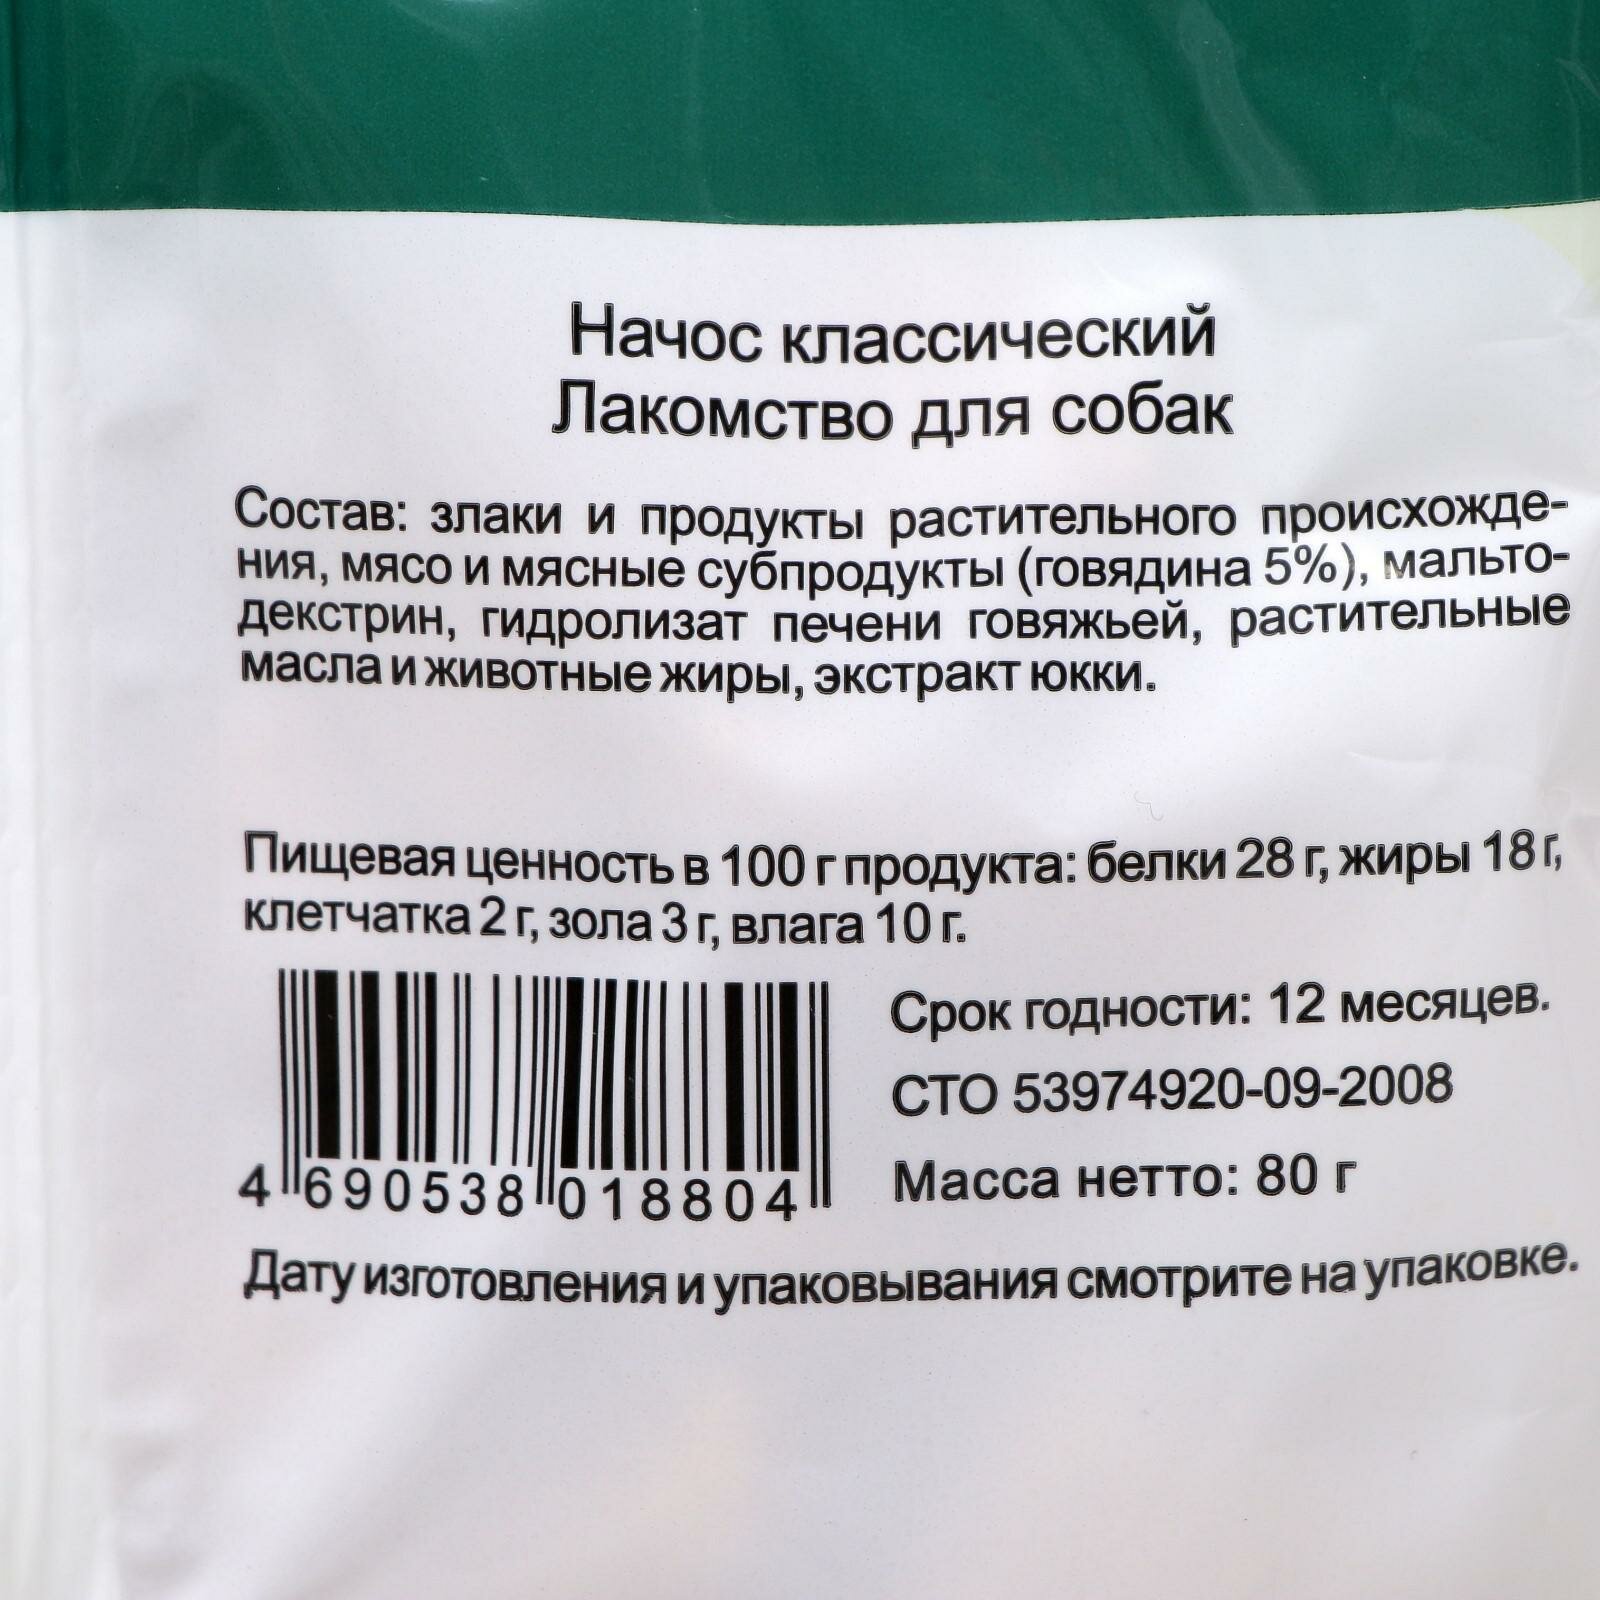 Начос классический
Лакомство для собак
Состав: злаки и продукты растительного происхожде-
ния, мясо и мясные субпродукты (говядина 5%), мальто-
декстрин, гидролизат печени говяжьей, растительные
масла и животные жиры, экстракт юкки.
Пищевая ценность в 100 г продукта: белки 28 г, жиры 18 г,
клетчатка 2 г, зола 3 г, влага 10 г.
Срок годности: 12 месяцев.
СТО 53974920-09-2008
Масса нетто: 80 г
4 690538 018804
Дату изготовления и упаковывания смотрите на упаковке.